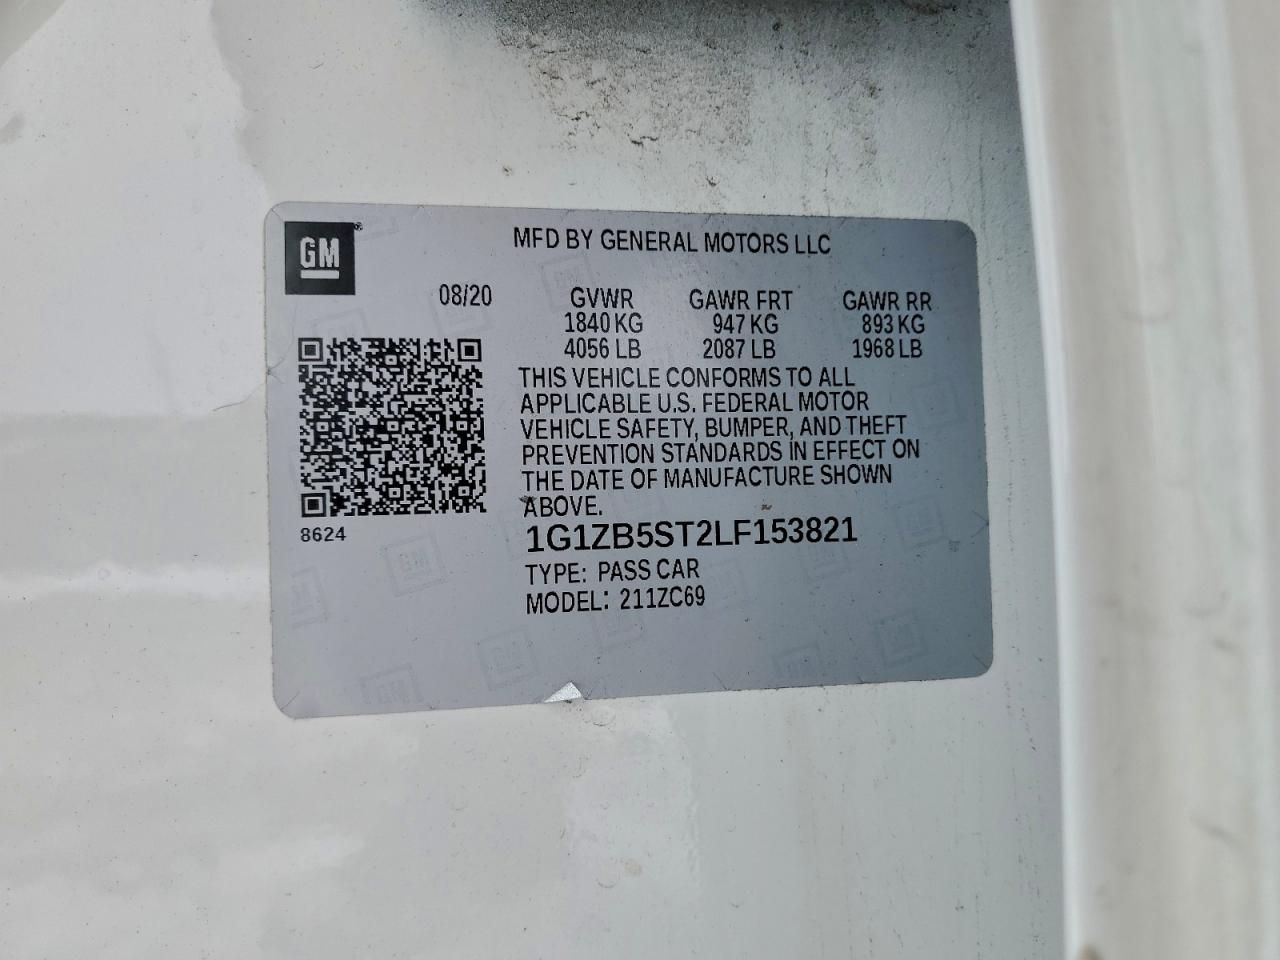 GM
MFD BY GENERAL MOTORS LLC
08/20
GVWR GAWR FRT GAWR RR
1840 KG 947 KG 893 KG
4056 LB 2087 LB 1968 LB
THIS VEHICLE CONFORMS TO ALL
APPLICABLE U.S. FEDERAL MOTOR
VEHICLE SAFETY, BUMPER, AND THEFT
PREVENTION STANDARDS IN EFFECT ON
THE DATE OF MANUFACTURE SHOWN
ABOVE.
8624
1G1ZB5ST2LF153821
TYPE: PASS CAR
MODEL: 211ZC69